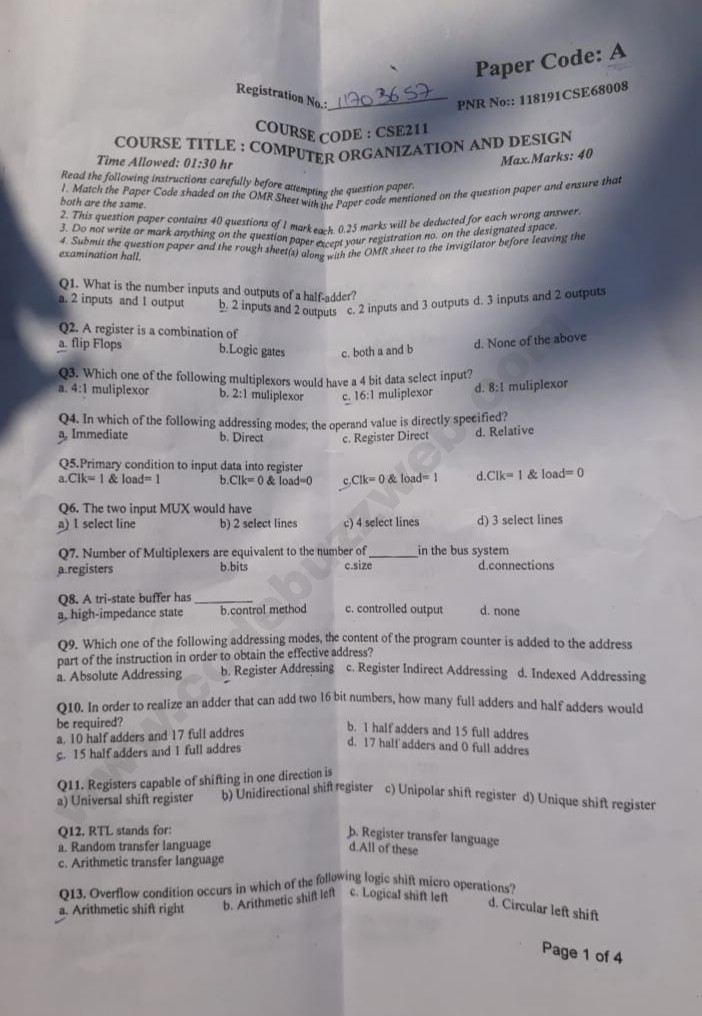 Paper Code: A
Registration No.: 11703657 PNR No:: 118191CSE68008
COURSE CODE : CSE211
COURSE TITLE : COMPUTER ORGANIZATION AND DESIGN
Time Allowed: 01:30 hr Max.Marks: 40
Read the following instructions carefully before attempting the question paper.
1. Match the Paper Code shaded on the OMR Sheet with the Paper code mentioned on the question paper and ensure that
both are the same.
2. This question paper contains 40 questions of 1 mark each. 0.25 marks will be deducted for each wrong answer.
3. Do not write or mark anything on the question paper except your registration no. on the designated space.
4. Submit the question paper and the rough sheet(s) along with the OMR sheet to the invigilator before leaving the
examination hall.
Q1. What is the number inputs and outputs of a half-adder?
a. 2 inputs and 1 output b. 2 inputs and 2 outputs c. 2 inputs and 3 outputs d. 3 inputs and 2 outputs
Q2. A register is a combination of
a. flip Flops b.Logic gates c. both a and b d. None of the above
Q3. Which one of the following multiplexors would have a 4 bit data select input?
a. 4:1 muliplexor b. 2:1 muliplexor c. 16:1 muliplexor d. 8:1 muliplexor
Q4. In which of the following addressing modes, the operand value is directly specified?
a. Immediate b. Direct c. Register Direct d. Relative
Q5.Primary condition to input data into register
a.Clk= 1 & load= 1 b.Clk= 0 & load=0 c.Clk= 0 & load= 1 d.Clk= 1 & load= 0
Q6. The two input MUX would have
a) 1 select line b) 2 select lines c) 4 select lines d) 3 select lines
Q7. Number of Multiplexers are equivalent to the number of _______ in the bus system
a.registers b.bits c.size d.connections
Q8. A tri-state buffer has ________
a. high-impedance state b.control method c. controlled output d. none
Q9. Which one of the following addressing modes, the content of the program counter is added to the address
part of the instruction in order to obtain the effective address?
a. Absolute Addressing b. Register Addressing c. Register Indirect Addressing d. Indexed Addressing
Q10. In order to realize an adder that can add two 16 bit numbers, how many full adders and half adders would
be required?
a. 10 half adders and 17 full addres b. 1 half adders and 15 full addres
c. 15 half adders and 1 full addres d. 17 half adders and 0 full addres
Q11. Registers capable of shifting in one direction is
a) Universal shift register b) Unidirectional shift register c) Unipolar shift register d) Unique shift register
Q12. RTL stands for:
a. Random transfer language b. Register transfer language
c. Arithmetic transfer language d.All of these
Q13. Overflow condition occurs in which of the following logic shift micro operations?
a. Arithmetic shift right b. Arithmetic shift left c. Logical shift left d. Circular left shift
Page 1 of 4